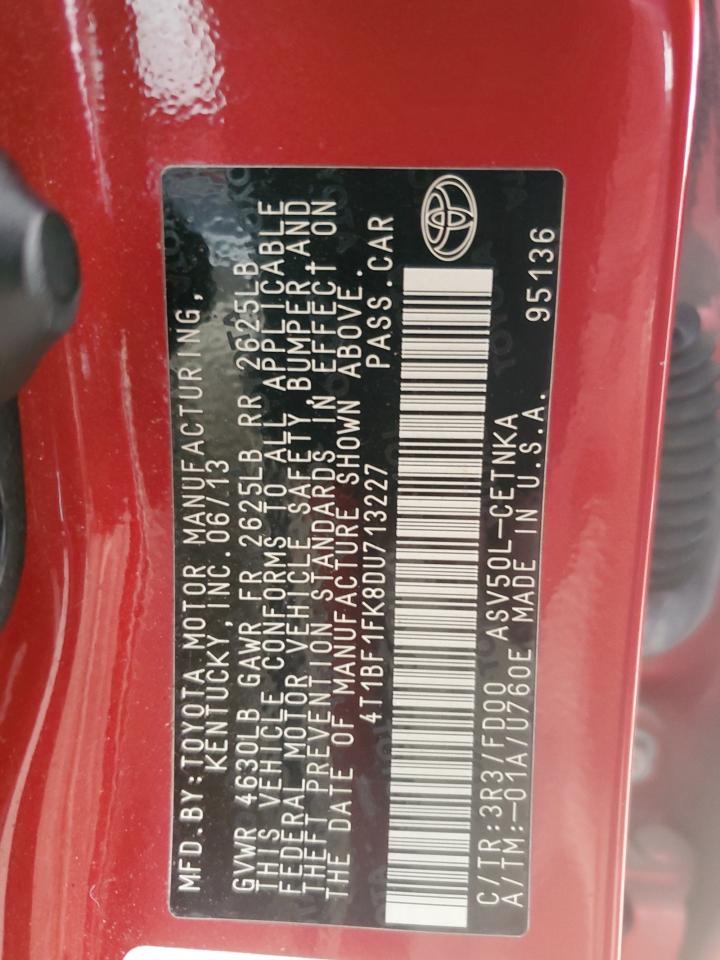 MFD.BY:TOYOTA MOTOR MANUFACTURING,
KENTUCKY,INC.06/13
GVWR 4630LB GAWR FR 2625LB RR 2625LB
THIS VEHICLE CONFORMS TO ALL APPLICABLE
FEDERAL MOTOR VEHICLE SAFETY,BUMPER,AND
THEFT PREVENTION STANDARDS IN EFFECT ON
THE DATE OF MANUFACTURE SHOWN ABOVE.
4T1BF1FK8DU713227 PASS.CAR
C/TR:3R3/FD00 ASV50L-CETNKA
A/TM:-01A/U760E MADE IN U.S.A. 95136